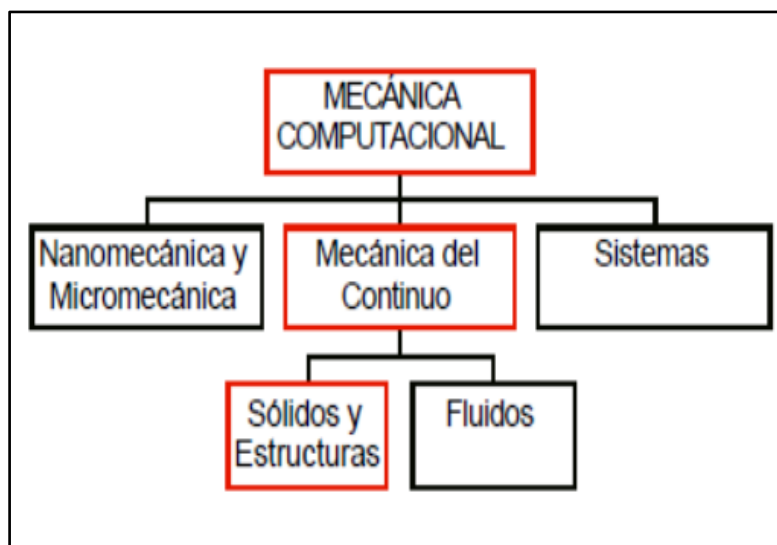 MECÁNICA
COMPUTACIONAL
Nanomecánica y
Micromecánica
Mecánica del
Continuo
Sistemas
Sólidos y
Estructuras
Fluidos